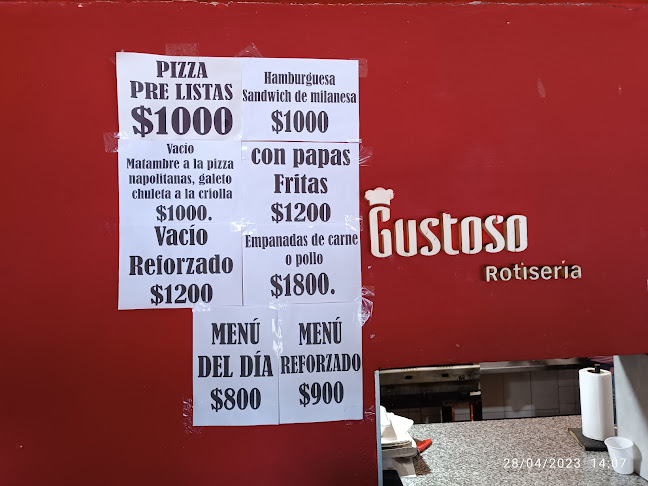 PIZZA
PRE LISTAS
$1000
Hamburguesa
Sandwich de milanesa
$1000
Vacio
Matambre a la pizza
napolitanas, galeto
chuleta a la criolla
$1000.
con papas
Fritas
$1200
Vacío
Reforzado
$1200
Empanadas de carne
o pollo
$1800.
MENÚ
DEL DÍA
$800
MENÚ
REFORZADO
$900
Gustoso
Rotisería
28/04/2023 14:07